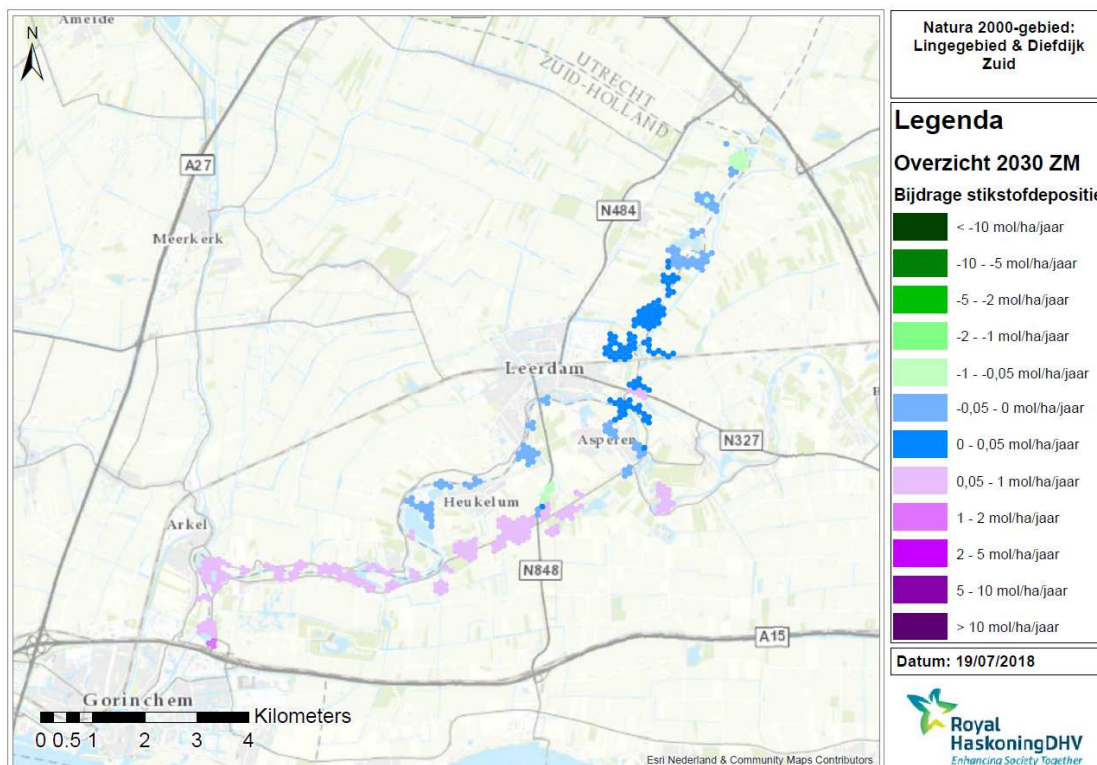 Ameide
N
UTRECHT
ZUID-HOLLAND
A27
N484
Meerkerk
Leerdam
Asperen
N327
Heukelum
Arkel
N848
A15
Gorinchem
Kilometers
0 0.5 1 2 3 4
Esri Nederland & Community Maps Contributors
Natura 2000-gebied:
Lingegebied & Diefdijk
Zuid
Legenda
Overzicht 2030 ZM
Bijdrage stikstofdepositie
< -10 mol/ha/jaar
-10 - -5 mol/ha/jaar
-5 - -2 mol/ha/jaar
-2 - -1 mol/ha/jaar
-1 - -0,05 mol/ha/jaar
-0,05 - 0 mol/ha/jaar
0 - 0,05 mol/ha/jaar
0,05 - 1 mol/ha/jaar
1 - 2 mol/ha/jaar
2 - 5 mol/ha/jaar
5 - 10 mol/ha/jaar
> 10 mol/ha/jaar
Datum: 19/07/2018
Royal
HaskoningDHV
Enhancing Society Together